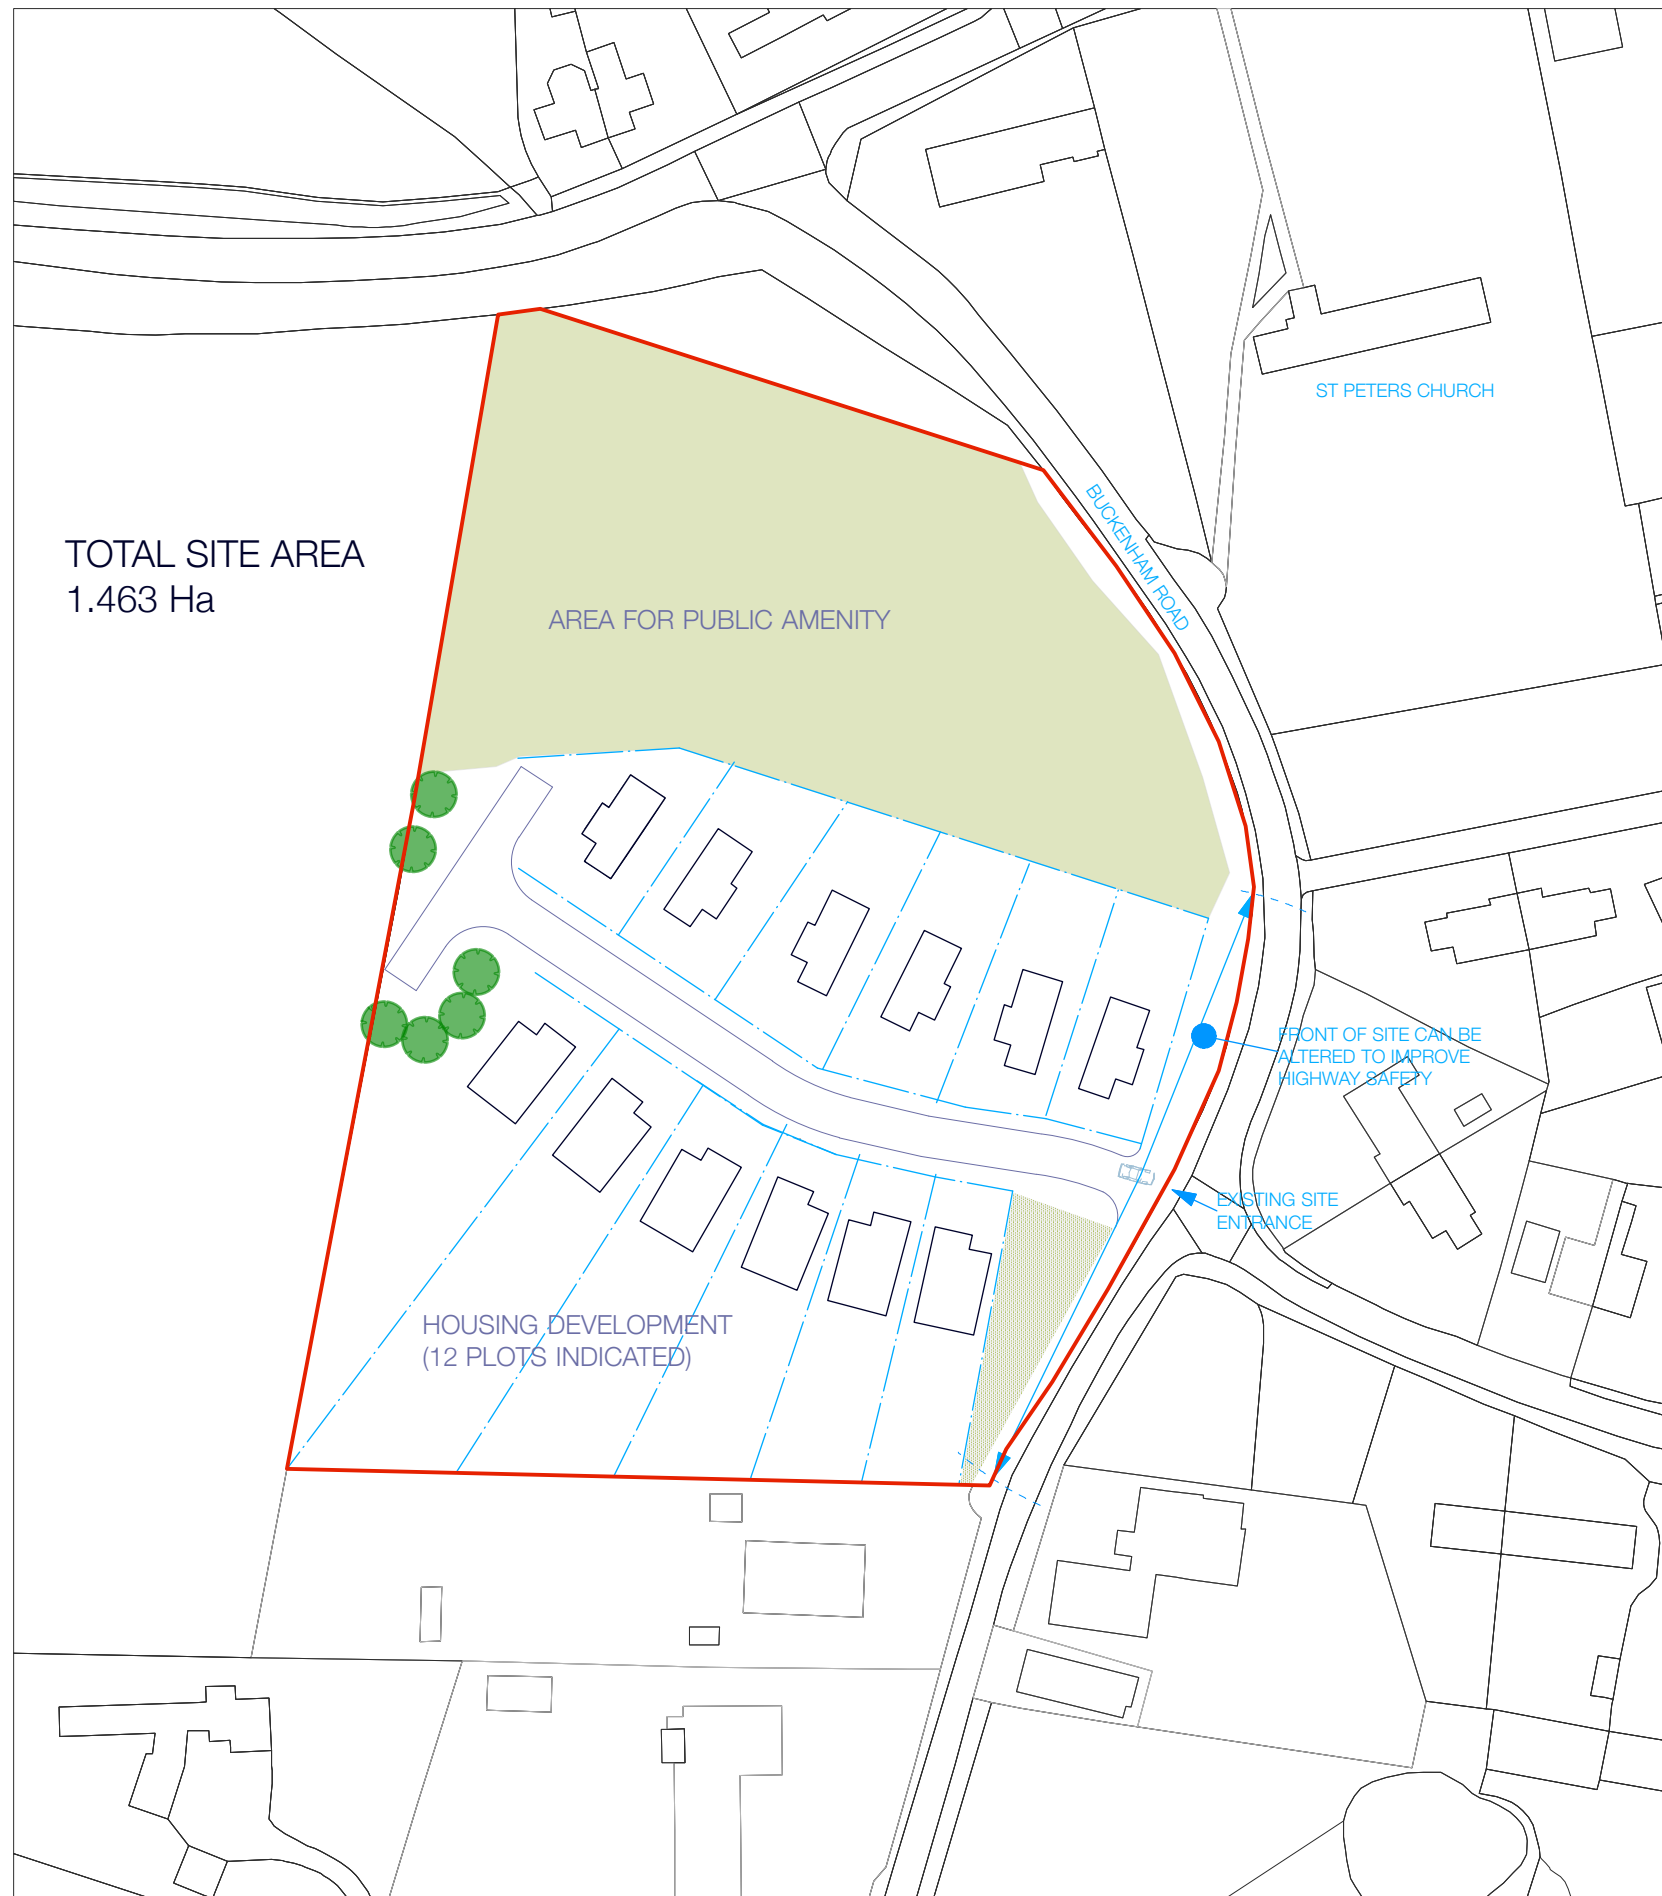 ST PETERS CHURCH
BUCKENHAM ROAD
TOTAL SITE AREA
1.463 Ha
AREA FOR PUBLIC AMENITY
FRONT OF SITE CAN BE
ALTERED TO IMPROVE
HIGHWAY SAFETY
EXISTING SITE
ENTRANCE
HOUSING DEVELOPMENT
(12 PLOTS INDICATED)